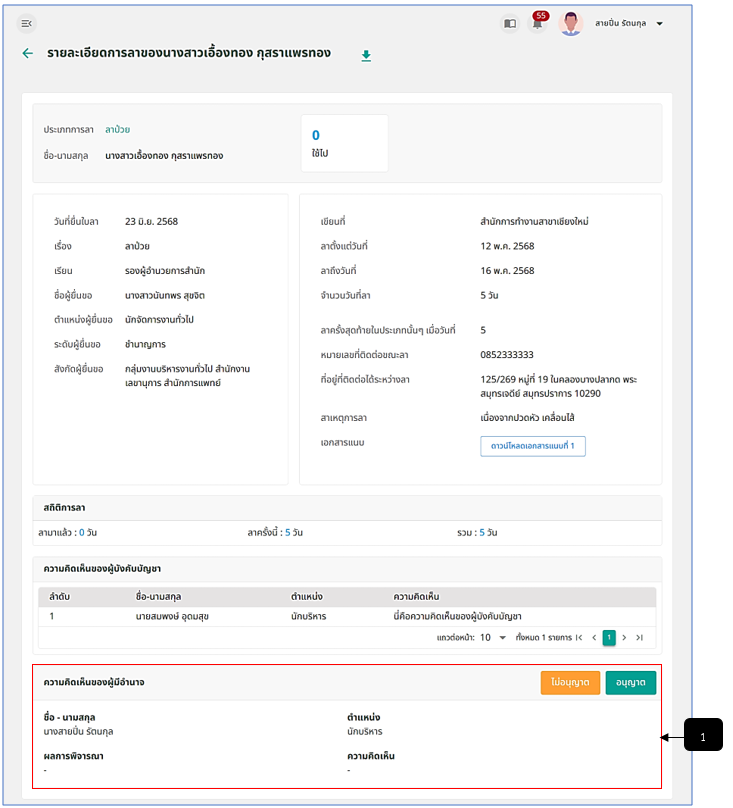 55
สายปั่น รัตนกุล
รายละเอียดการลาของนางสาวเอื้องทอง กุสราแพรทอง
ประเภทการลา ลาป่วย
ชื่อ-นามสกุล นางสาวเอื้องทอง กุสราแพรทอง
0
ใช้ไป
วันที่ยื่นใบลา 23 มิ.ย. 2568
เรื่อง ลาป่วย
เรียน รองผู้อำนวยการสำนัก
ชื่อผู้ยื่นขอ นางสาวนันทพร สุขจิต
ตำแหน่งผู้ยื่นขอ นักจัดการงานทั่วไป
ระดับผู้ยื่นขอ ชำนาญการ
สังกัดผู้ยื่นขอ กลุ่มงานบริหารงานทั่วไป สำนักงาน
เลขานุการ สำนักการแพทย์
เขียนที่ สำนักการทำงานสาขาเชียงใหม่
ลาตั้งแต่วันที่ 12 พ.ค. 2568
ลาถึงวันที่ 16 พ.ค. 2568
จำนวนวันที่ลา 5 วัน
ลาครั้งสุดท้ายในประเภทนั้นๆ เมื่อวันที่ 5
หมายเลขที่ติดต่อขณะลา 0852333333
ที่อยู่ที่ติดต่อได้ระหว่างลา 125/269 หมู่ที่ 19 ในคลองบางปลากด พระ
สมุทรเจดีย์ สมุทรปราการ 10290
สาเหตุการลา เนื่องจากปวดหัว เคลื่อนไส้
เอกสารแนบ ดาวน์โหลดเอกสารแนบที่ 1
สถิติการลา
ลามาแล้ว : 0 วัน ลาครั้งนี้ : 5 วัน รวม : 5 วัน
ความคิดเห็นของผู้บังคับบัญชา
ลำดับ ชื่อ-นามสกุล ตำแหน่ง ความคิดเห็น
1 นายสมพงษ์ อุดมสุข นักบริหาร นี่คือความคิดเห็นของผู้บังคับบัญชา
แถวต่อหน้า: 10 ทั้งหมด 1 รายการ 1
ความคิดเห็นของผู้มีอำนาจ ไม่อนุญาต อนุญาต
ชื่อ - นามสกุล ตำแหน่ง
นางสายปั่น รัตนกุล นักบริหาร
ผลการพิจารณา ความคิดเห็น
- -
1